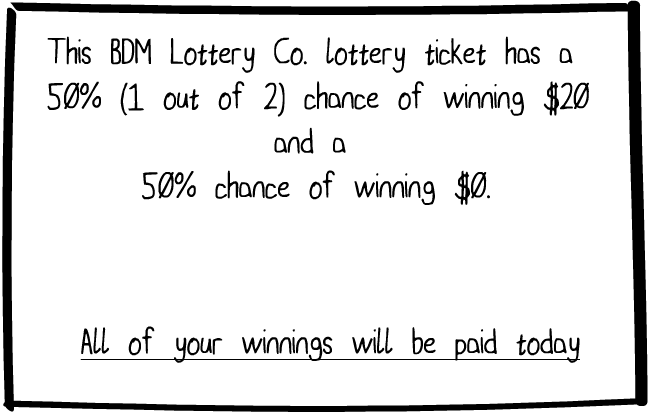 This BDM Lottery Co. lottery ticket has a
50% (1 out of 2) chance of winning $20
and a
50% chance of winning $0.
All of your winnings will be paid today